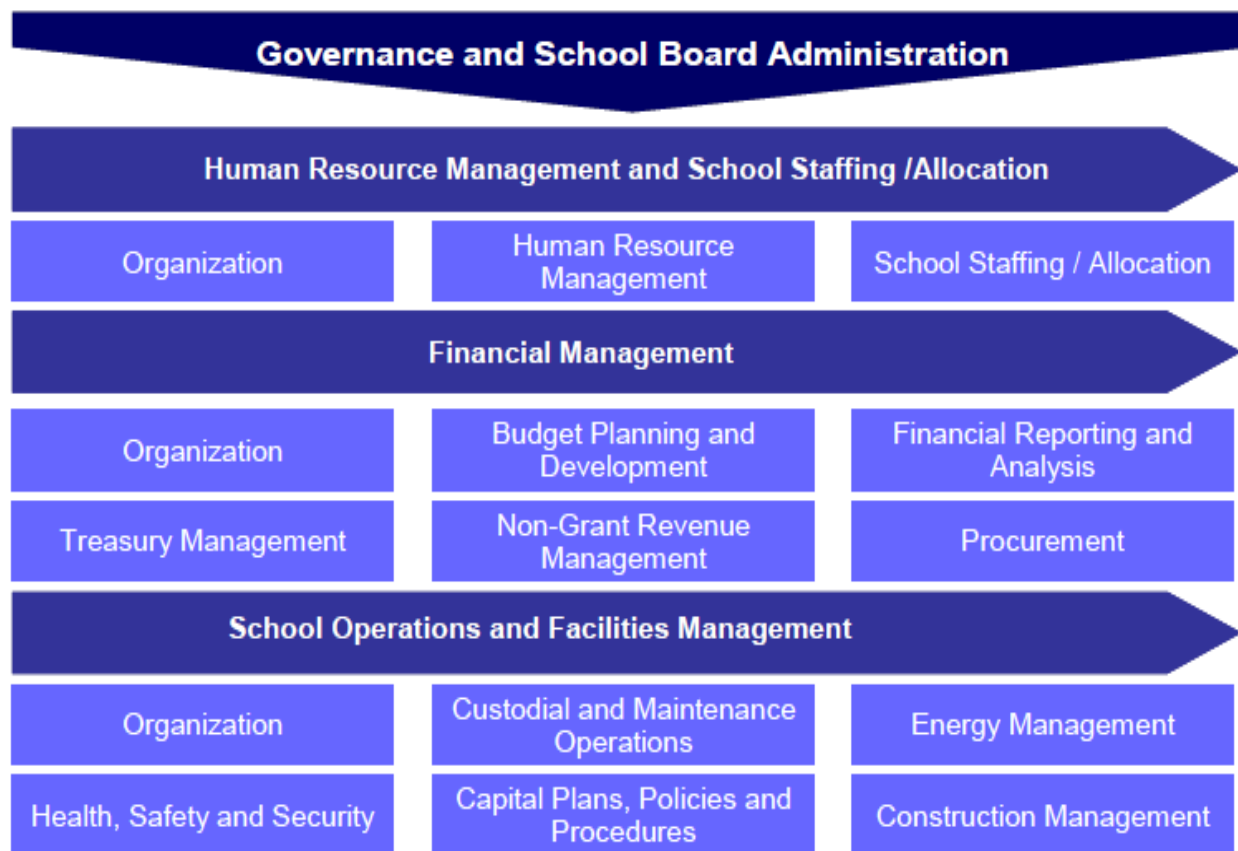 Governance and School Board Administration
Human Resource Management and School Staffing /Allocation
Organization
Human Resource
Management
School Staffing / Allocation
Financial Management
Organization
Budget Planning and
Development
Financial Reporting and
Analysis
Treasury Management
Non-Grant Revenue
Management
Procurement
School Operations and Facilities Management
Organization
Custodial and Maintenance
Operations
Energy Management
Health, Safety and Security
Capital Plans, Policies and
Procedures
Construction Management